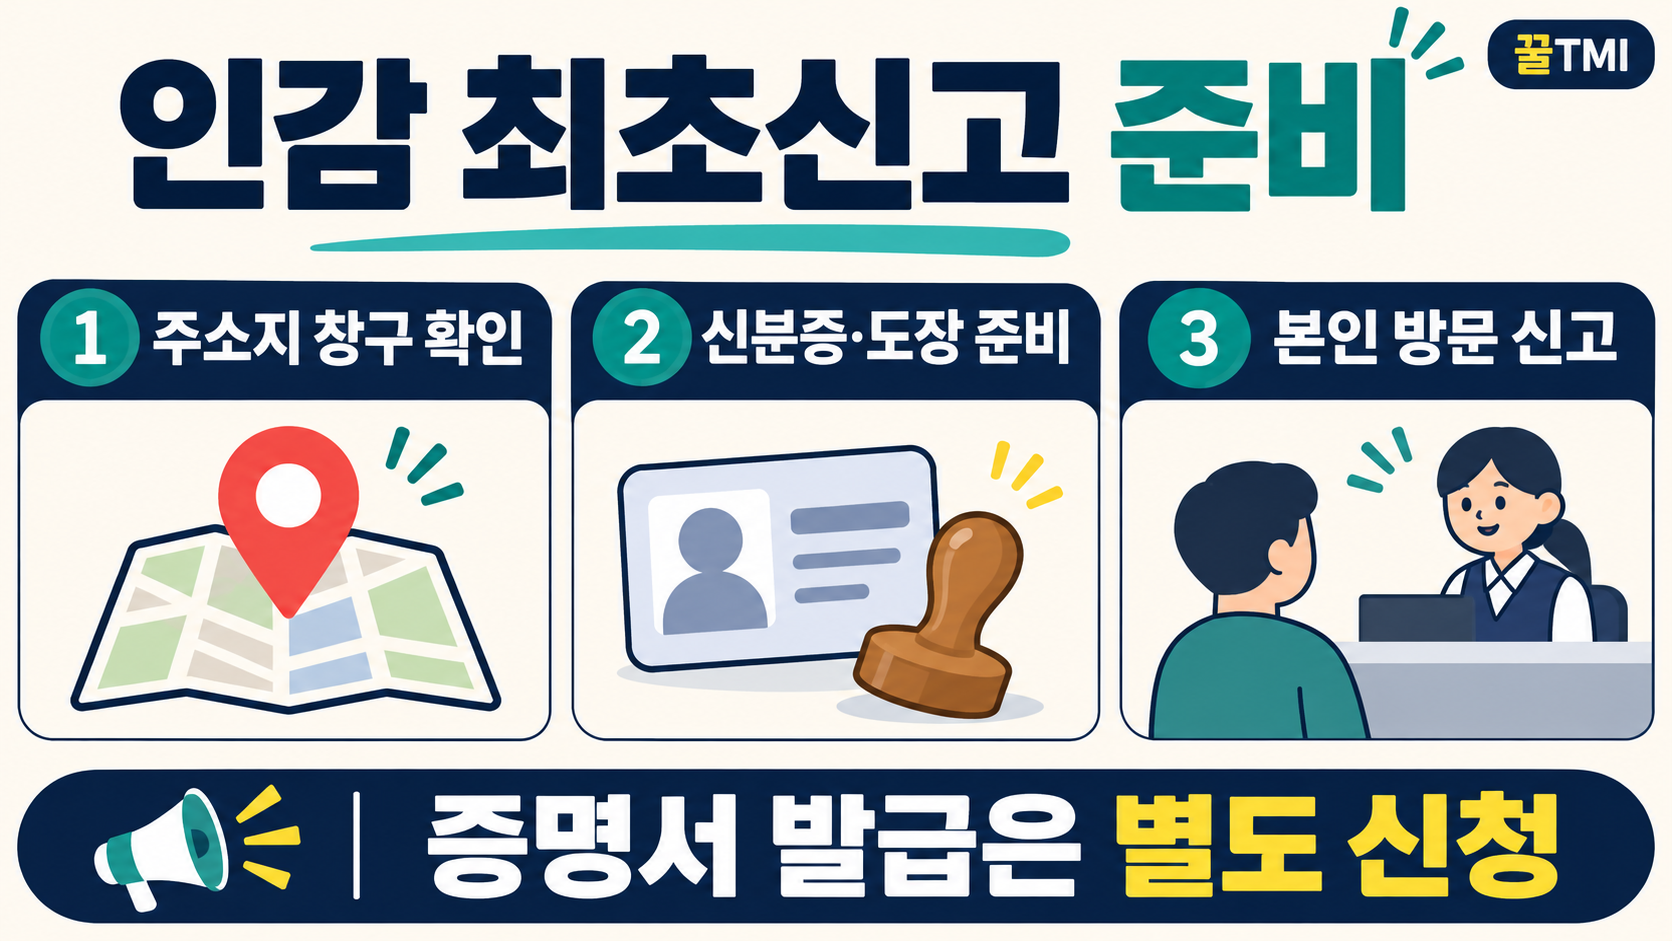 인감 최초신고 준비
꿀TMI
1 주소지 창구 확인
2 신분증·도장 준비
3 본인 방문 신고
증명서 발급은 별도 신청